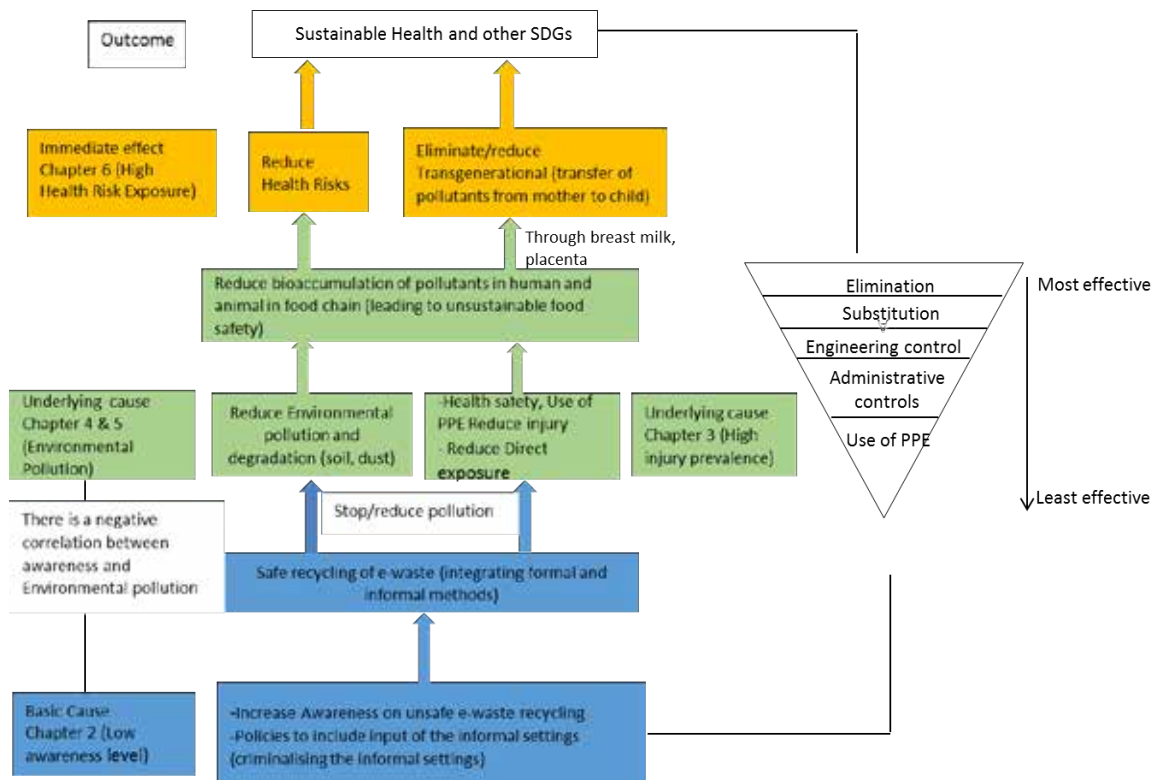 Outcome
Sustainable Health and other SDGs
Immediate effect
Chapter 6 (High
Health Risk Exposure)
Reduce
Health Risks
Eliminate/reduce
Transgenerational (transfer of
pollutants from mother to child)
Through breast milk,
placenta
Reduce bioaccumulation of pollutants in human and
animal in food chain (leading to unsustainable food
safety)
Underlying cause
Chapter 4 & 5
(Environmental
Pollution)
Reduce Environmental
pollution and
degradation (soil, dust)
-Health safety, Use of
PPE Reduce injury
- Reduce Direct
exposure
Underlying cause
Chapter 3 (High
injury prevalence)
Stop/reduce pollution
There is a negative
correlation between
awareness and
Environmental pollution
Safe recycling of e-waste (integrating formal and
informal methods)
Basic Cause
Chapter 2 (Low
awareness level)
-Increase Awareness on unsafe e-waste recycling
-Policies to include input of the informal settings
(criminalising the informal settings)
Elimination
Substitution
Engineering control
Administrative
controls
Use of PPE
Most effective
Least effective